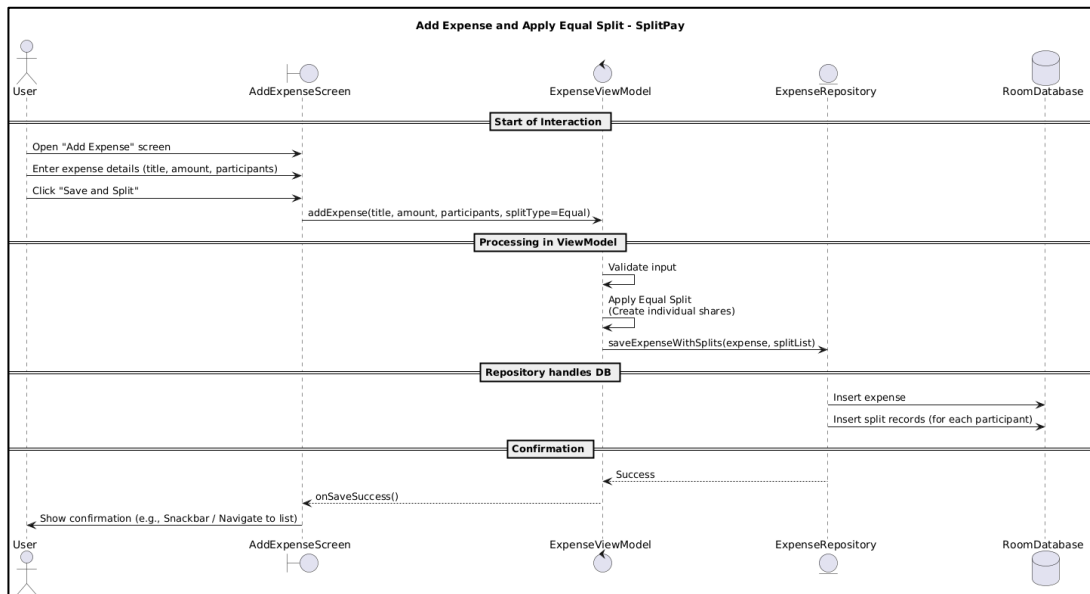 Add Expense and Apply Equal Split - SplitPay
User AddExpenseScreen ExpenseViewModel ExpenseRepository RoomDatabase
Start of Interaction
Open "Add Expense" screen
Enter expense details (title, amount, participants)
Click "Save and Split"
addExpense(title, amount, participants, splitType=Equal)
Processing in ViewModel
Validate input
Apply Equal Split
(Create individual shares)
saveExpenseWithSplits(expense, splitList)
Repository handles DB
Insert expense
Insert split records (for each participant)
Confirmation
Success
onSaveSuccess()
Show confirmation (e.g., Snackbar / Navigate to list)
User AddExpenseScreen ExpenseViewModel ExpenseRepository RoomDatabase